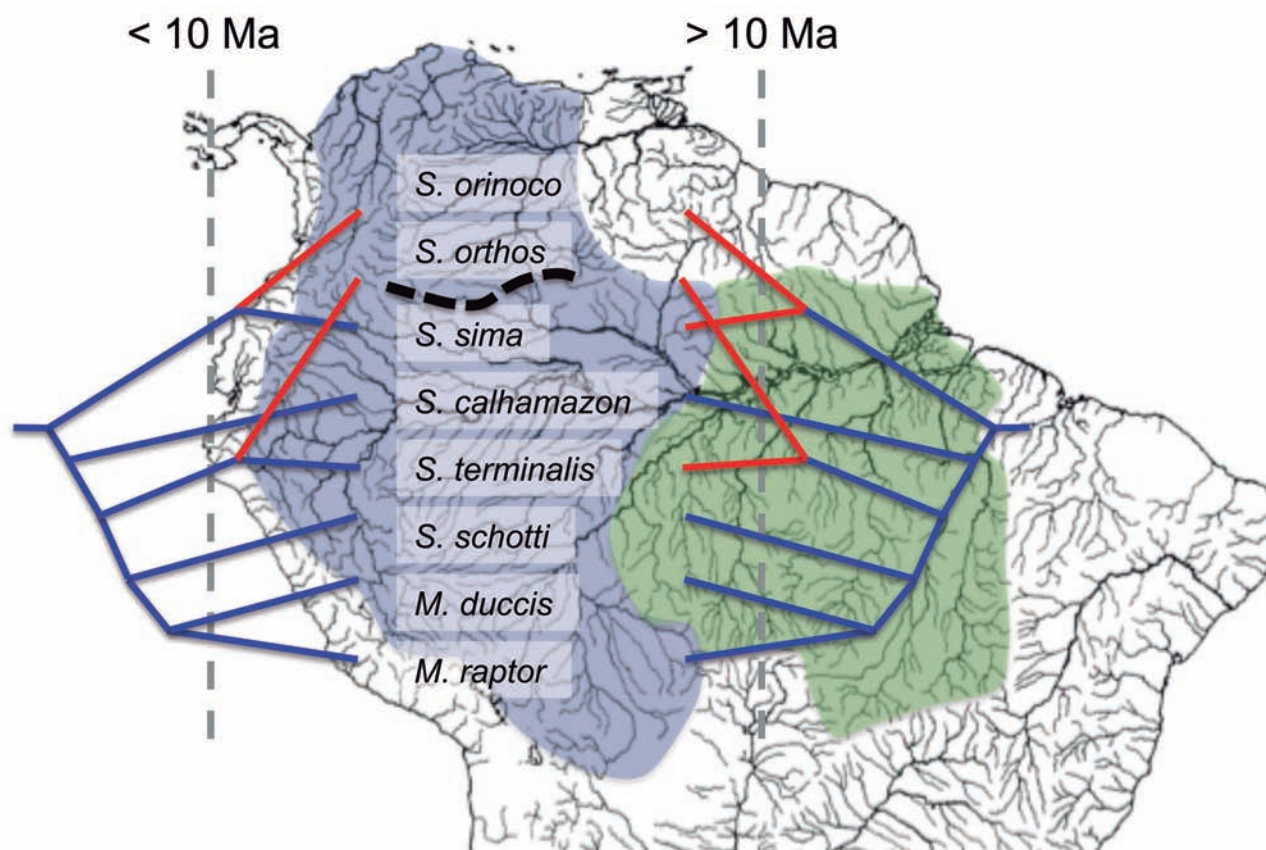 < 10 Ma
> 10 Ma
S. orinoco
S. orthos
S. sima
S. calhamazon
S. terminalis
S. schotti
M. duccis
M. raptor